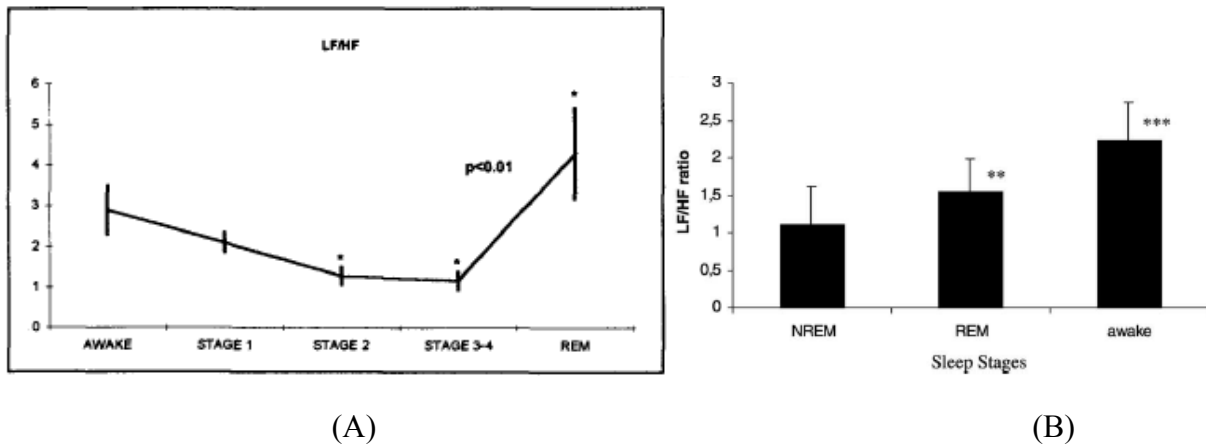 LF/HF
6
5
4
3
2
1
0
*
*
*
p<0.01
AWAKE STAGE 1 STAGE 2 STAGE 3-4 REM
(A)
LF/HF ratio
3
2,5
2
1,5
1
0,5
0
**
***
NREM REM awake
Sleep Stages
(B)